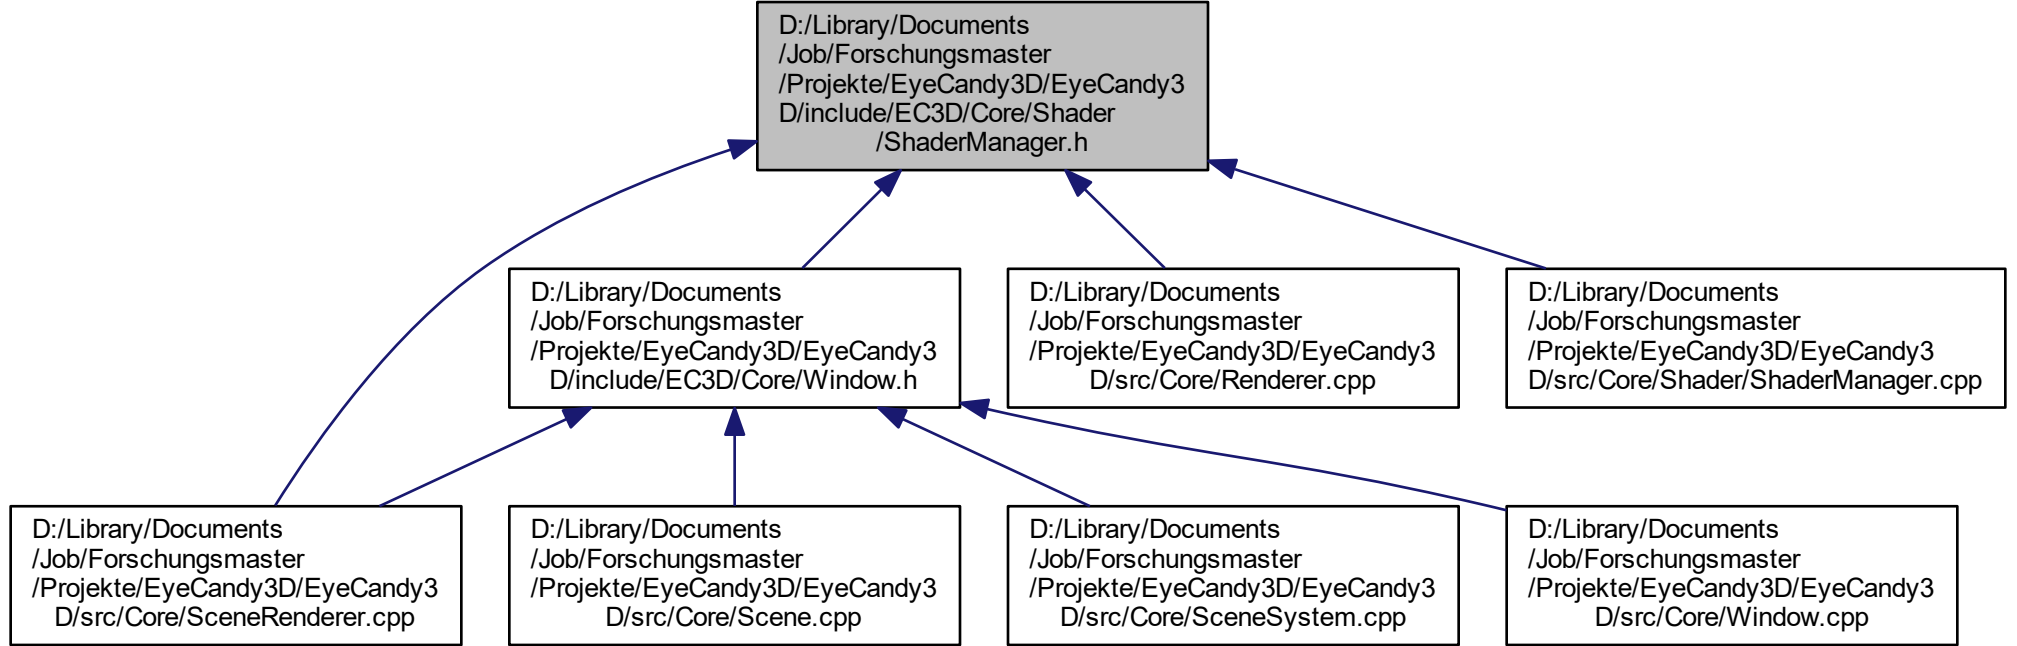 D:/Library/Documents
/Job/Forschungsmaster
/Projekte/EyeCandy3D/EyeCandy3
D/include/EC3D/Core/Shader
/ShaderManager.h
D:/Library/Documents
/Job/Forschungsmaster
/Projekte/EyeCandy3D/EyeCandy3
D/include/EC3D/Core/Window.h
D:/Library/Documents
/Job/Forschungsmaster
/Projekte/EyeCandy3D/EyeCandy3
D/src/Core/Renderer.cpp
D:/Library/Documents
/Job/Forschungsmaster
/Projekte/EyeCandy3D/EyeCandy3
D/src/Core/Shader/ShaderManager.cpp
D:/Library/Documents
/Job/Forschungsmaster
/Projekte/EyeCandy3D/EyeCandy3
D/src/Core/SceneRenderer.cpp
D:/Library/Documents
/Job/Forschungsmaster
/Projekte/EyeCandy3D/EyeCandy3
D/src/Core/Scene.cpp
D:/Library/Documents
/Job/Forschungsmaster
/Projekte/EyeCandy3D/EyeCandy3
D/src/Core/SceneSystem.cpp
D:/Library/Documents
/Job/Forschungsmaster
/Projekte/EyeCandy3D/EyeCandy3
D/src/Core/Window.cpp